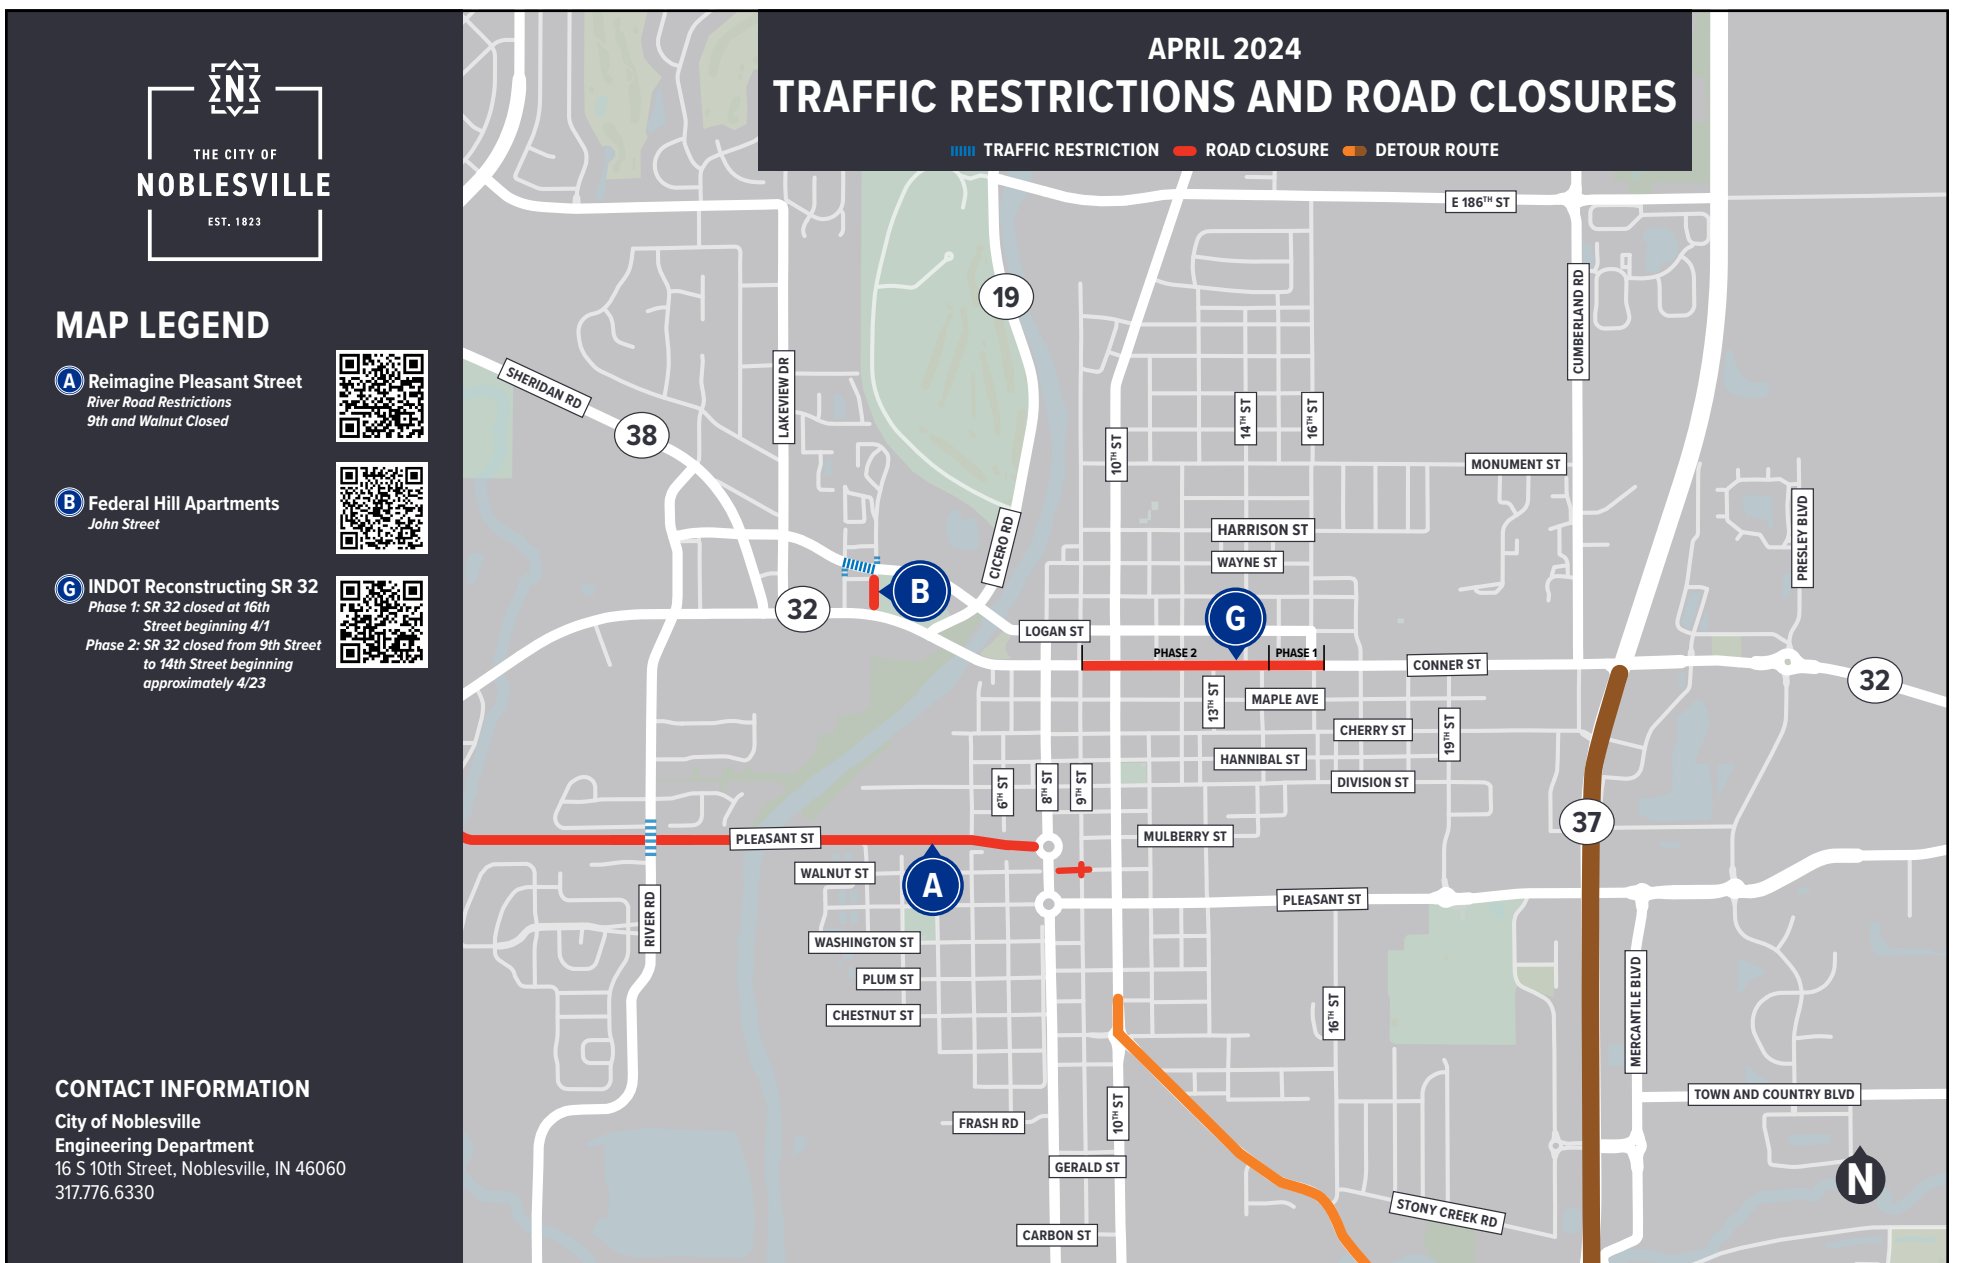 THE CITY OF
NOBLESVILLE
EST. 1823
MAP LEGEND
A Reimagine Pleasant Street
River Road Restrictions
9th and Walnut Closed
B Federal Hill Apartments
John Street
G INDOT Reconstructing SR 32
Phase 1: SR 32 closed at 16th
Street beginning 4/1
Phase 2: SR 32 closed from 9th Street
to 14th Street beginning
approximately 4/23
CONTACT INFORMATION
City of Noblesville
Engineering Department
16 S 10th Street, Noblesville, IN 46060
317.776.6330
APRIL 2024
TRAFFIC RESTRICTIONS AND ROAD CLOSURES
TRAFFIC RESTRICTION ROAD CLOSURE DETOUR ROUTE
E 186TH ST
19
CUMBERLAND RD
SHERIDAN RD
LAKEVIEW DR
38
14TH ST
16TH ST
10TH ST
MONUMENT ST
PRESLEY BLVD
HARRISON ST
CICERO RD
WAYNE ST
B
32
G
LOGAN ST
PHASE 2
PHASE 1
CONNER ST
32
13TH ST
MAPLE AVE
CHERRY ST
19TH ST
HANNIBAL ST
DIVISION ST
6TH ST
8TH ST
9TH ST
37
PLEASANT ST
MULBERRY ST
WALNUT ST
A
PLEASANT ST
RIVER RD
WASHINGTON ST
PLUM ST
CHESTNUT ST
16TH ST
MERCANTILE BLVD
TOWN AND COUNTRY BLVD
10TH ST
FRASH RD
GERALD ST
N
STONY CREEK RD
CARBON ST